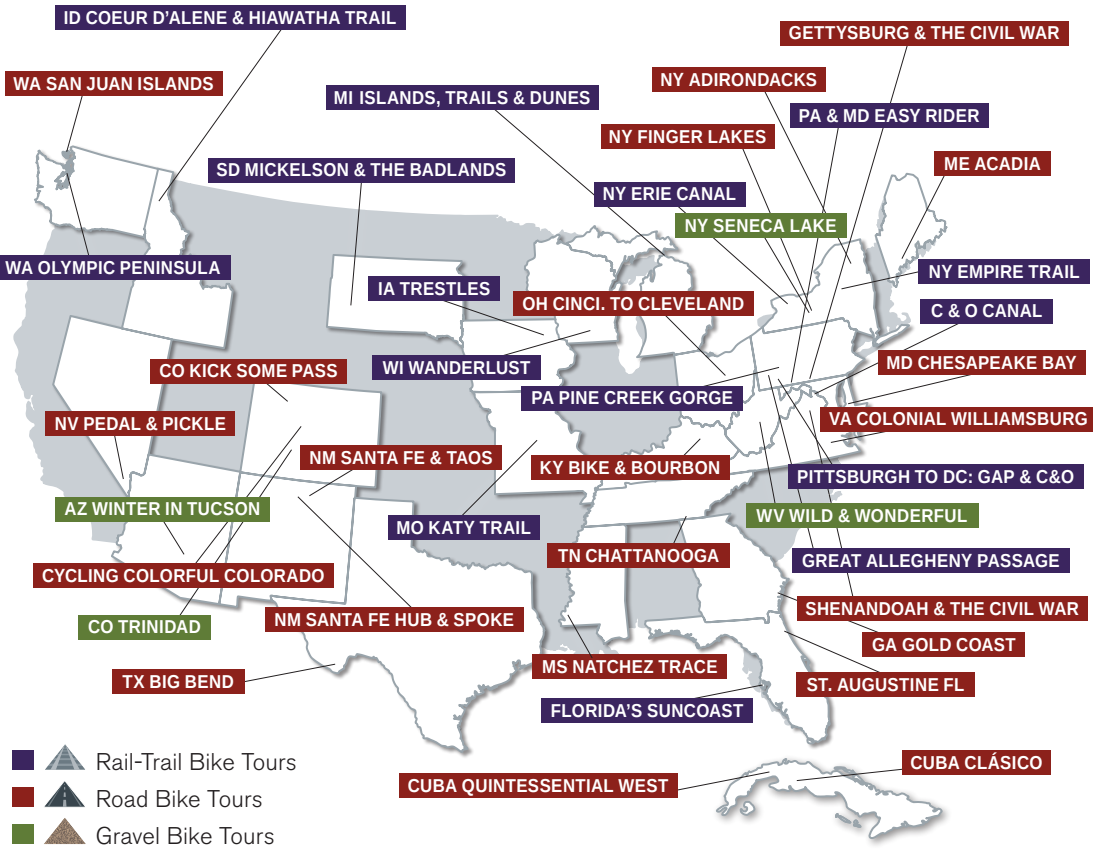 ID COEUR D'ALENE & HIAWATHA TRAIL
GETTYSBURG & THE CIVIL WAR
WA SAN JUAN ISLANDS
NY ADIRONDACKS
MI ISLANDS, TRAILS & DUNES
PA & MD EASY RIDER
NY FINGER LAKES
ME ACADIA
SD MICKELSON & THE BADLANDS
NY ERIE CANAL
NY SENECA LAKE
WA OLYMPIC PENINSULA
NY EMPIRE TRAIL
IA TRESTLES
OH CINCI. TO CLEVELAND
C & O CANAL
MD CHESAPEAKE BAY
WI WANDERLUST
CO KICK SOME PASS
PA PINE CREEK GORGE
VA COLONIAL WILLIAMSBURG
NV PEDAL & PICKLE
NM SANTA FE & TAOS
KY BIKE & BOURBON
PITTSBURGH TO DC: GAP & C&O
AZ WINTER IN TUCSON
WV WILD & WONDERFUL
MO KATY TRAIL
TN CHATTANOOGA
GREAT ALLEGHENY PASSAGE
CYCLING COLORFUL COLORADO
SHENANDOAH & THE CIVIL WAR
NM SANTA FE HUB & SPOKE
CO TRINIDAD
GA GOLD COAST
MS NATCHEZ TRACE
TX BIG BEND
ST. AUGUSTINE FL
FLORIDA'S SUNCOAST
CUBA CLÁSICO
CUBA QUINTESSENTIAL WEST
Rail-Trail Bike Tours
Road Bike Tours
Gravel Bike Tours